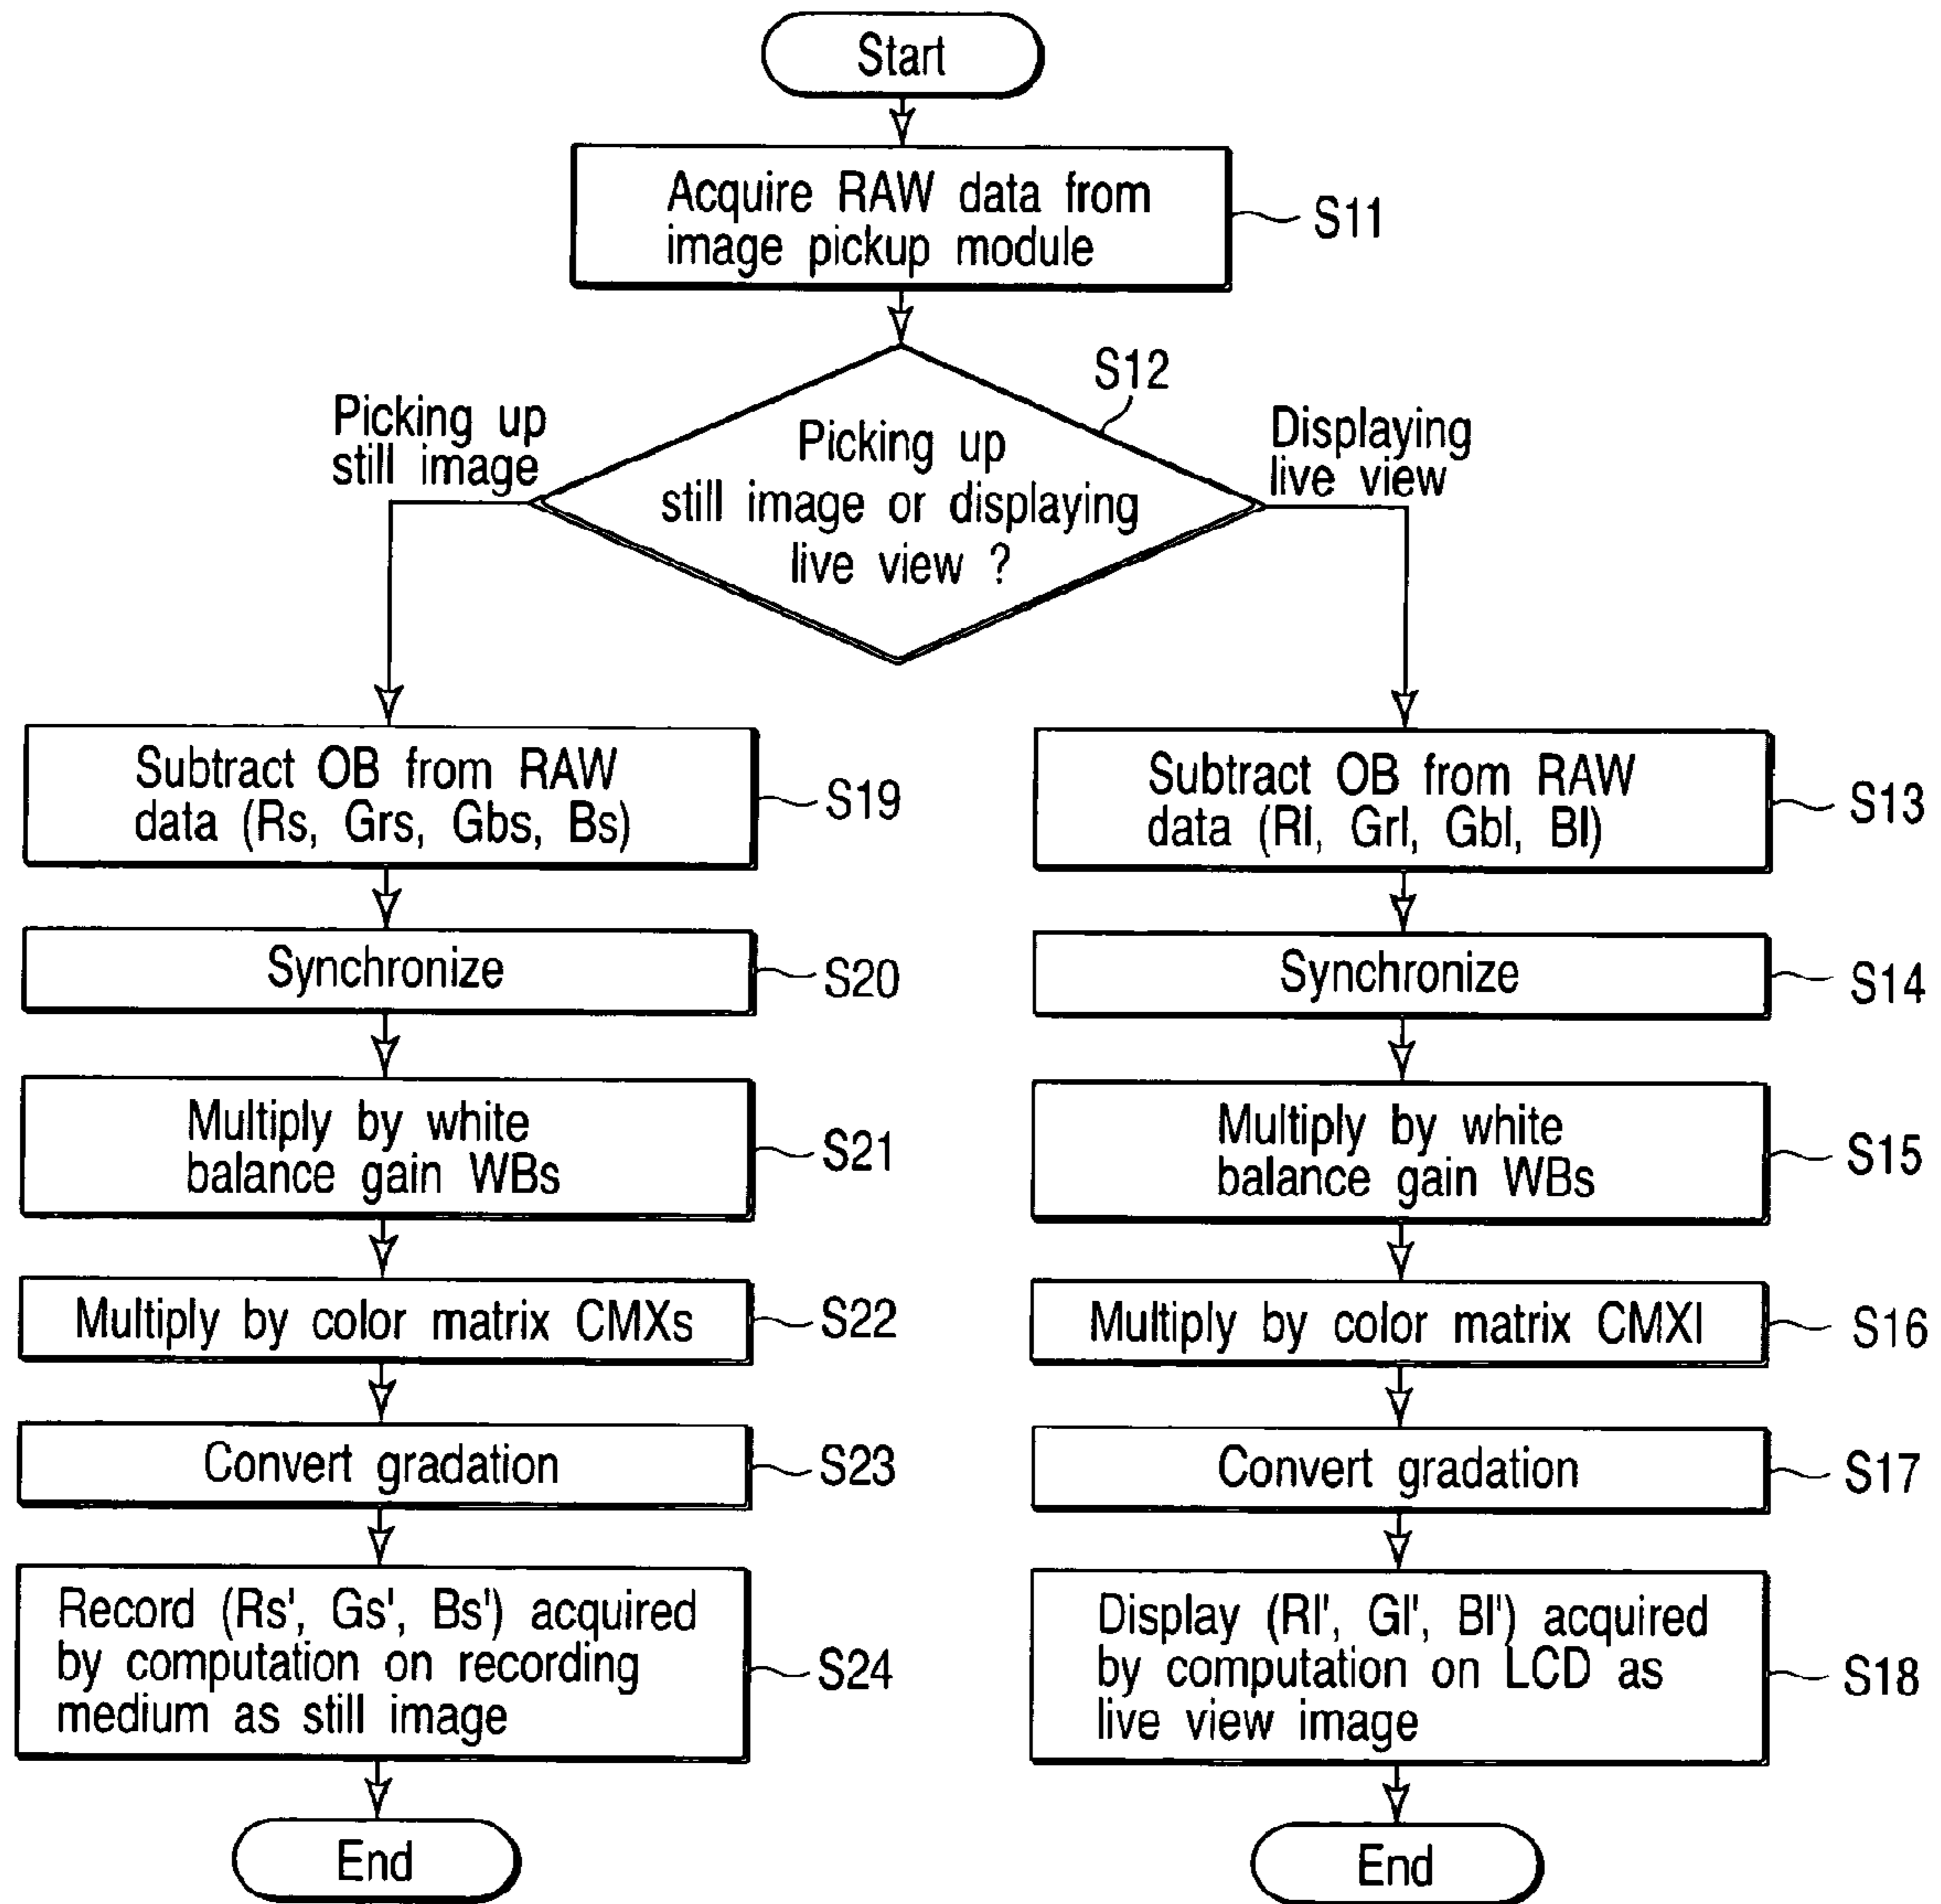 Start
Acquire RAW data from
image pickup module
S11
S12
Picking up
still image
Picking up
still image or displaying
live view ?
Displaying
live view
Subtract OB from RAW
data (Rs, Grs, Gbs, Bs)
S19
Synchronize
S20
Multiply by white
balance gain WBs
S21
Multiply by color matrix CMXs
S22
Convert gradation
S23
Record (Rs', Gs', Bs') acquired
by computation on recording
medium as still image
S24
End
Subtract OB from RAW
data (Rl, Grl, Gbl, Bl)
S13
Synchronize
S14
Multiply by white
balance gain WBs
S15
Multiply by color matrix CMXl
S16
Convert gradation
S17
Display (Rl', Gl', Bl') acquired
by computation on LCD as
live view image
S18
End